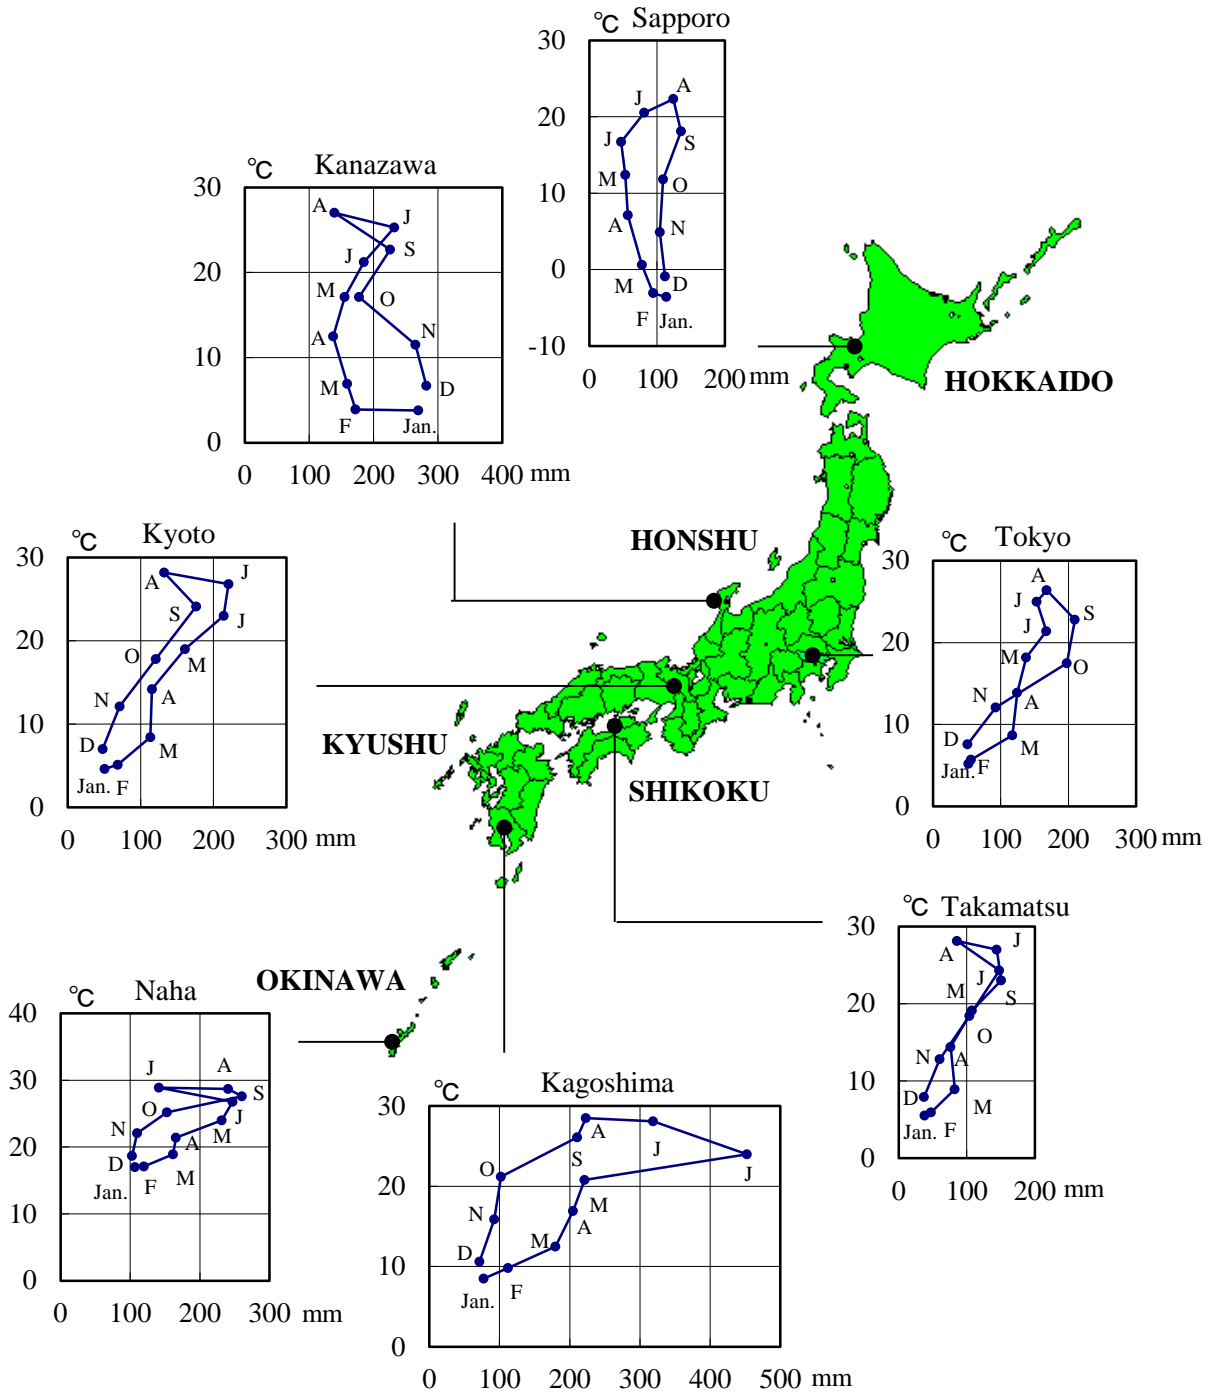 ℃ Sapporo
30
20
10
0
-10
A
J
S
J
M
O
A
N
M
D
F
Jan.
0 100 200 mm
℃ Kanazawa
30
20
10
0
A
J
S
J
M
O
N
A
M
D
F
Jan.
0 100 200 300 400 mm
HOKKAIDO
HONSHU
℃ Kyoto
30
20
10
0
A
J
S
J
O
M
N
A
D
M
Jan. F
0 100 200 300 mm
℃ Tokyo
30
20
10
0
A
J
S
J
M
O
N
A
D
M
Jan. F
0 100 200 300 mm
KYUSHU
SHIKOKU
℃ Takamatsu
30
20
10
0
J
A
J
M
S
O
N
A
D
M
Jan. F
0 100 200 mm
OKINAWA
℃ Naha
40
30
20
10
0
J
A
S
O
J
N
M
A
D
M
Jan. F
0 100 200 300 mm
℃ Kagoshima
30
20
10
0
A
J
S
O
J
M
N
A
M
D
F
Jan.
0 100 200 300 400 500 mm